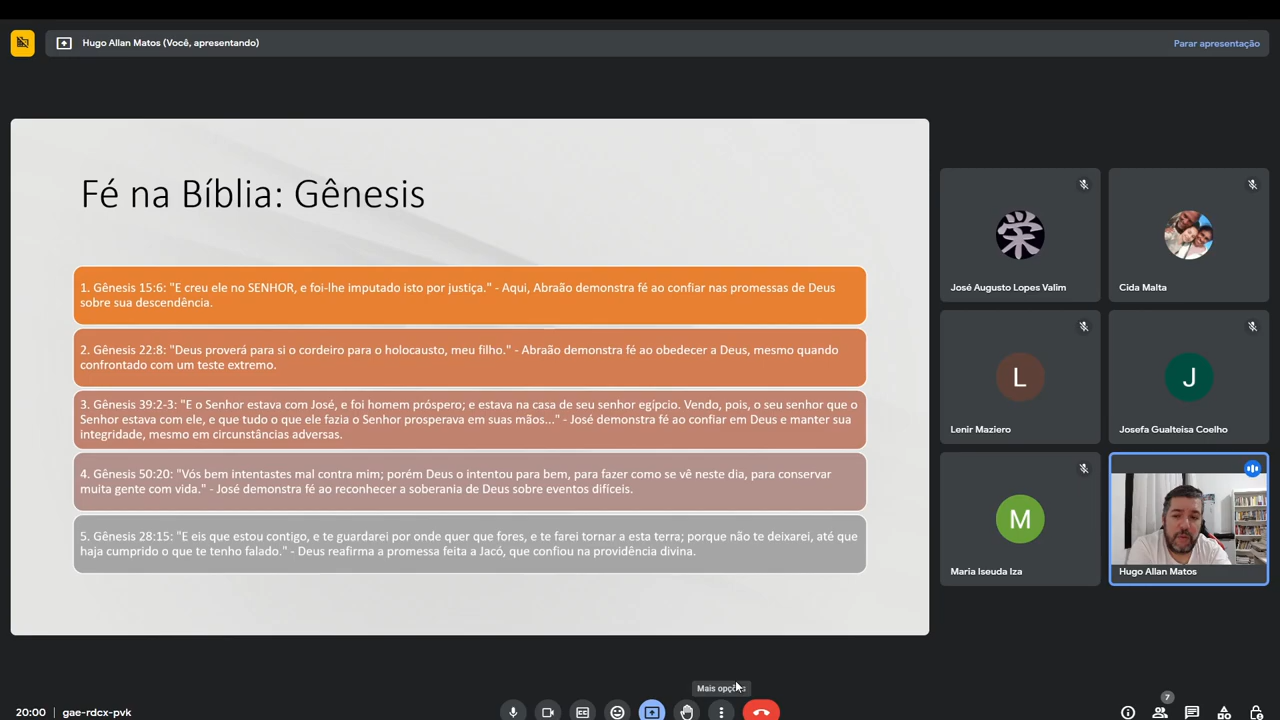 Hugo Allan Matos (Você, apresentando)
Parar apresentação
Fé na Bíblia: Gênesis
1. Gênesis 15:6: "E creu ele no SENHOR, e foi-lhe imputado isto por justiça." - Aqui, Abraão demonstra fé ao confiar nas promessas de Deus
sobre sua descendência.
2. Gênesis 22:8: "Deus proverá para si o cordeiro para o holocausto, meu filho." - Abraão demonstra fé ao obedecer a Deus, mesmo quando
confrontado com um teste extremo.
3. Gênesis 39:2-3: "E o Senhor estava com José, e foi homem próspero; e estava na casa de seu senhor egípcio. Vendo, pois, o seu senhor que o
Senhor estava com ele, e que tudo o que ele fazia o Senhor prosperava em suas mãos..." - José demonstra fé ao confiar em Deus e manter sua
integridade, mesmo em circunstâncias adversas.
4. Gênesis 50:20: "Vós bem intentastes mal contra mim; porém Deus o intentou para bem, para fazer como se vê neste dia, para conservar
muita gente com vida." - José demonstra fé ao reconhecer a soberania de Deus sobre eventos difíceis.
5. Gênesis 28:15: "E eis que estou contigo, e te guardarei por onde quer que fores, e te farei tornar a esta terra; porque não te deixarei, até que
haja cumprido o que te tenho falado." - Deus reafirma a promessa feita a Jacó, que confiou na providência divina.
栄
José Augusto Lopes Valim
Cida Malta
L
Lenir Maziero
J
Josefa Gualteisa Coelho
M
Maria Iseuda Iza
Hugo Allan Matos
Mais opções
7
20:00 | gae-rdcx-pvk